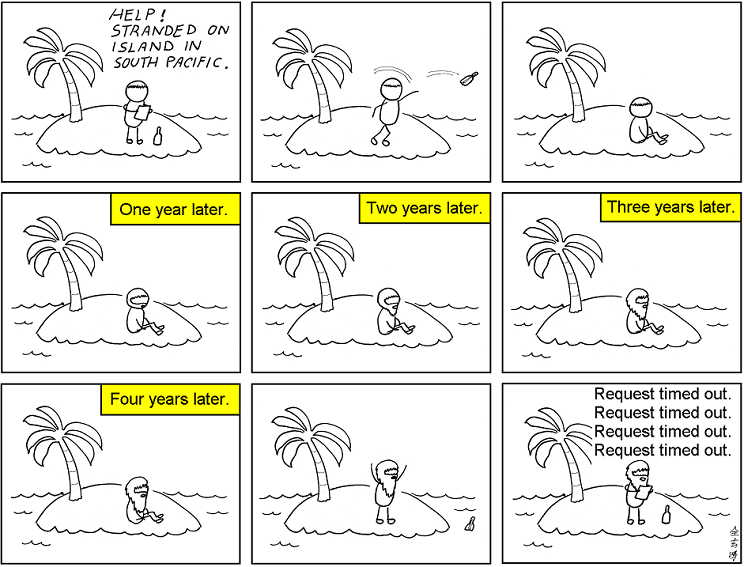 HELP!
STRANDED ON
ISLAND IN
SOUTH PACIFIC.
One year later.
Two years later.
Three years later.
Four years later.
Request timed out.
Request timed out.
Request timed out.
Request timed out.